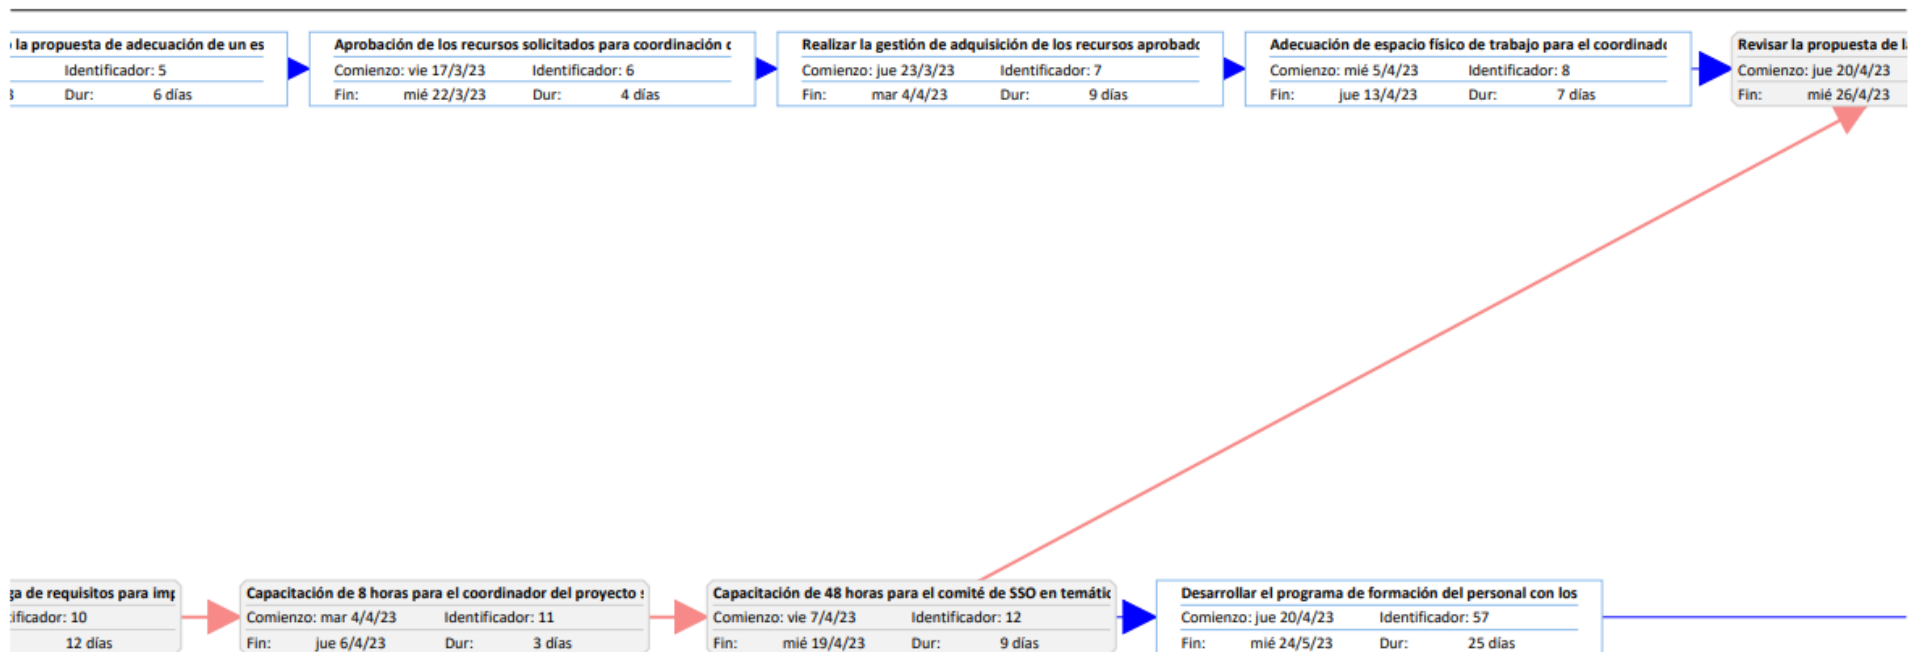 la propuesta de adecuación de un es
Identificador: 5
3 Dur: 6 días
Aprobación de los recursos solicitados para coordinación
Comienzo: vie 17/3/23 Identificador: 6
Fin: mié 22/3/23 Dur: 4 días
Realizar la gestión de adquisición de los recursos aprobado
Comienzo: jue 23/3/23 Identificador: 7
Fin: mar 4/4/23 Dur: 9 días
Adecuación de espacio físico de trabajo para el coordinado
Comienzo: mié 5/4/23 Identificador: 8
Fin: jue 13/4/23 Dur: 7 días
Revisar la propuesta de
Comienzo: jue 20/4/23
Fin: mié 26/4/23
ga de requisitos para imp
tificador: 10
12 días
Capacitación de 8 horas para el coordinador del proyecto
Comienzo: mar 4/4/23 Identificador: 11
Fin: jue 6/4/23 Dur: 3 días
Capacitación de 48 horas para el comité de SSO en temátic
Comienzo: vie 7/4/23 Identificador: 12
Fin: mié 19/4/23 Dur: 9 días
Desarrollar el programa de formación del personal con los
Comienzo: jue 20/4/23 Identificador: 57
Fin: mié 24/5/23 Dur: 25 días